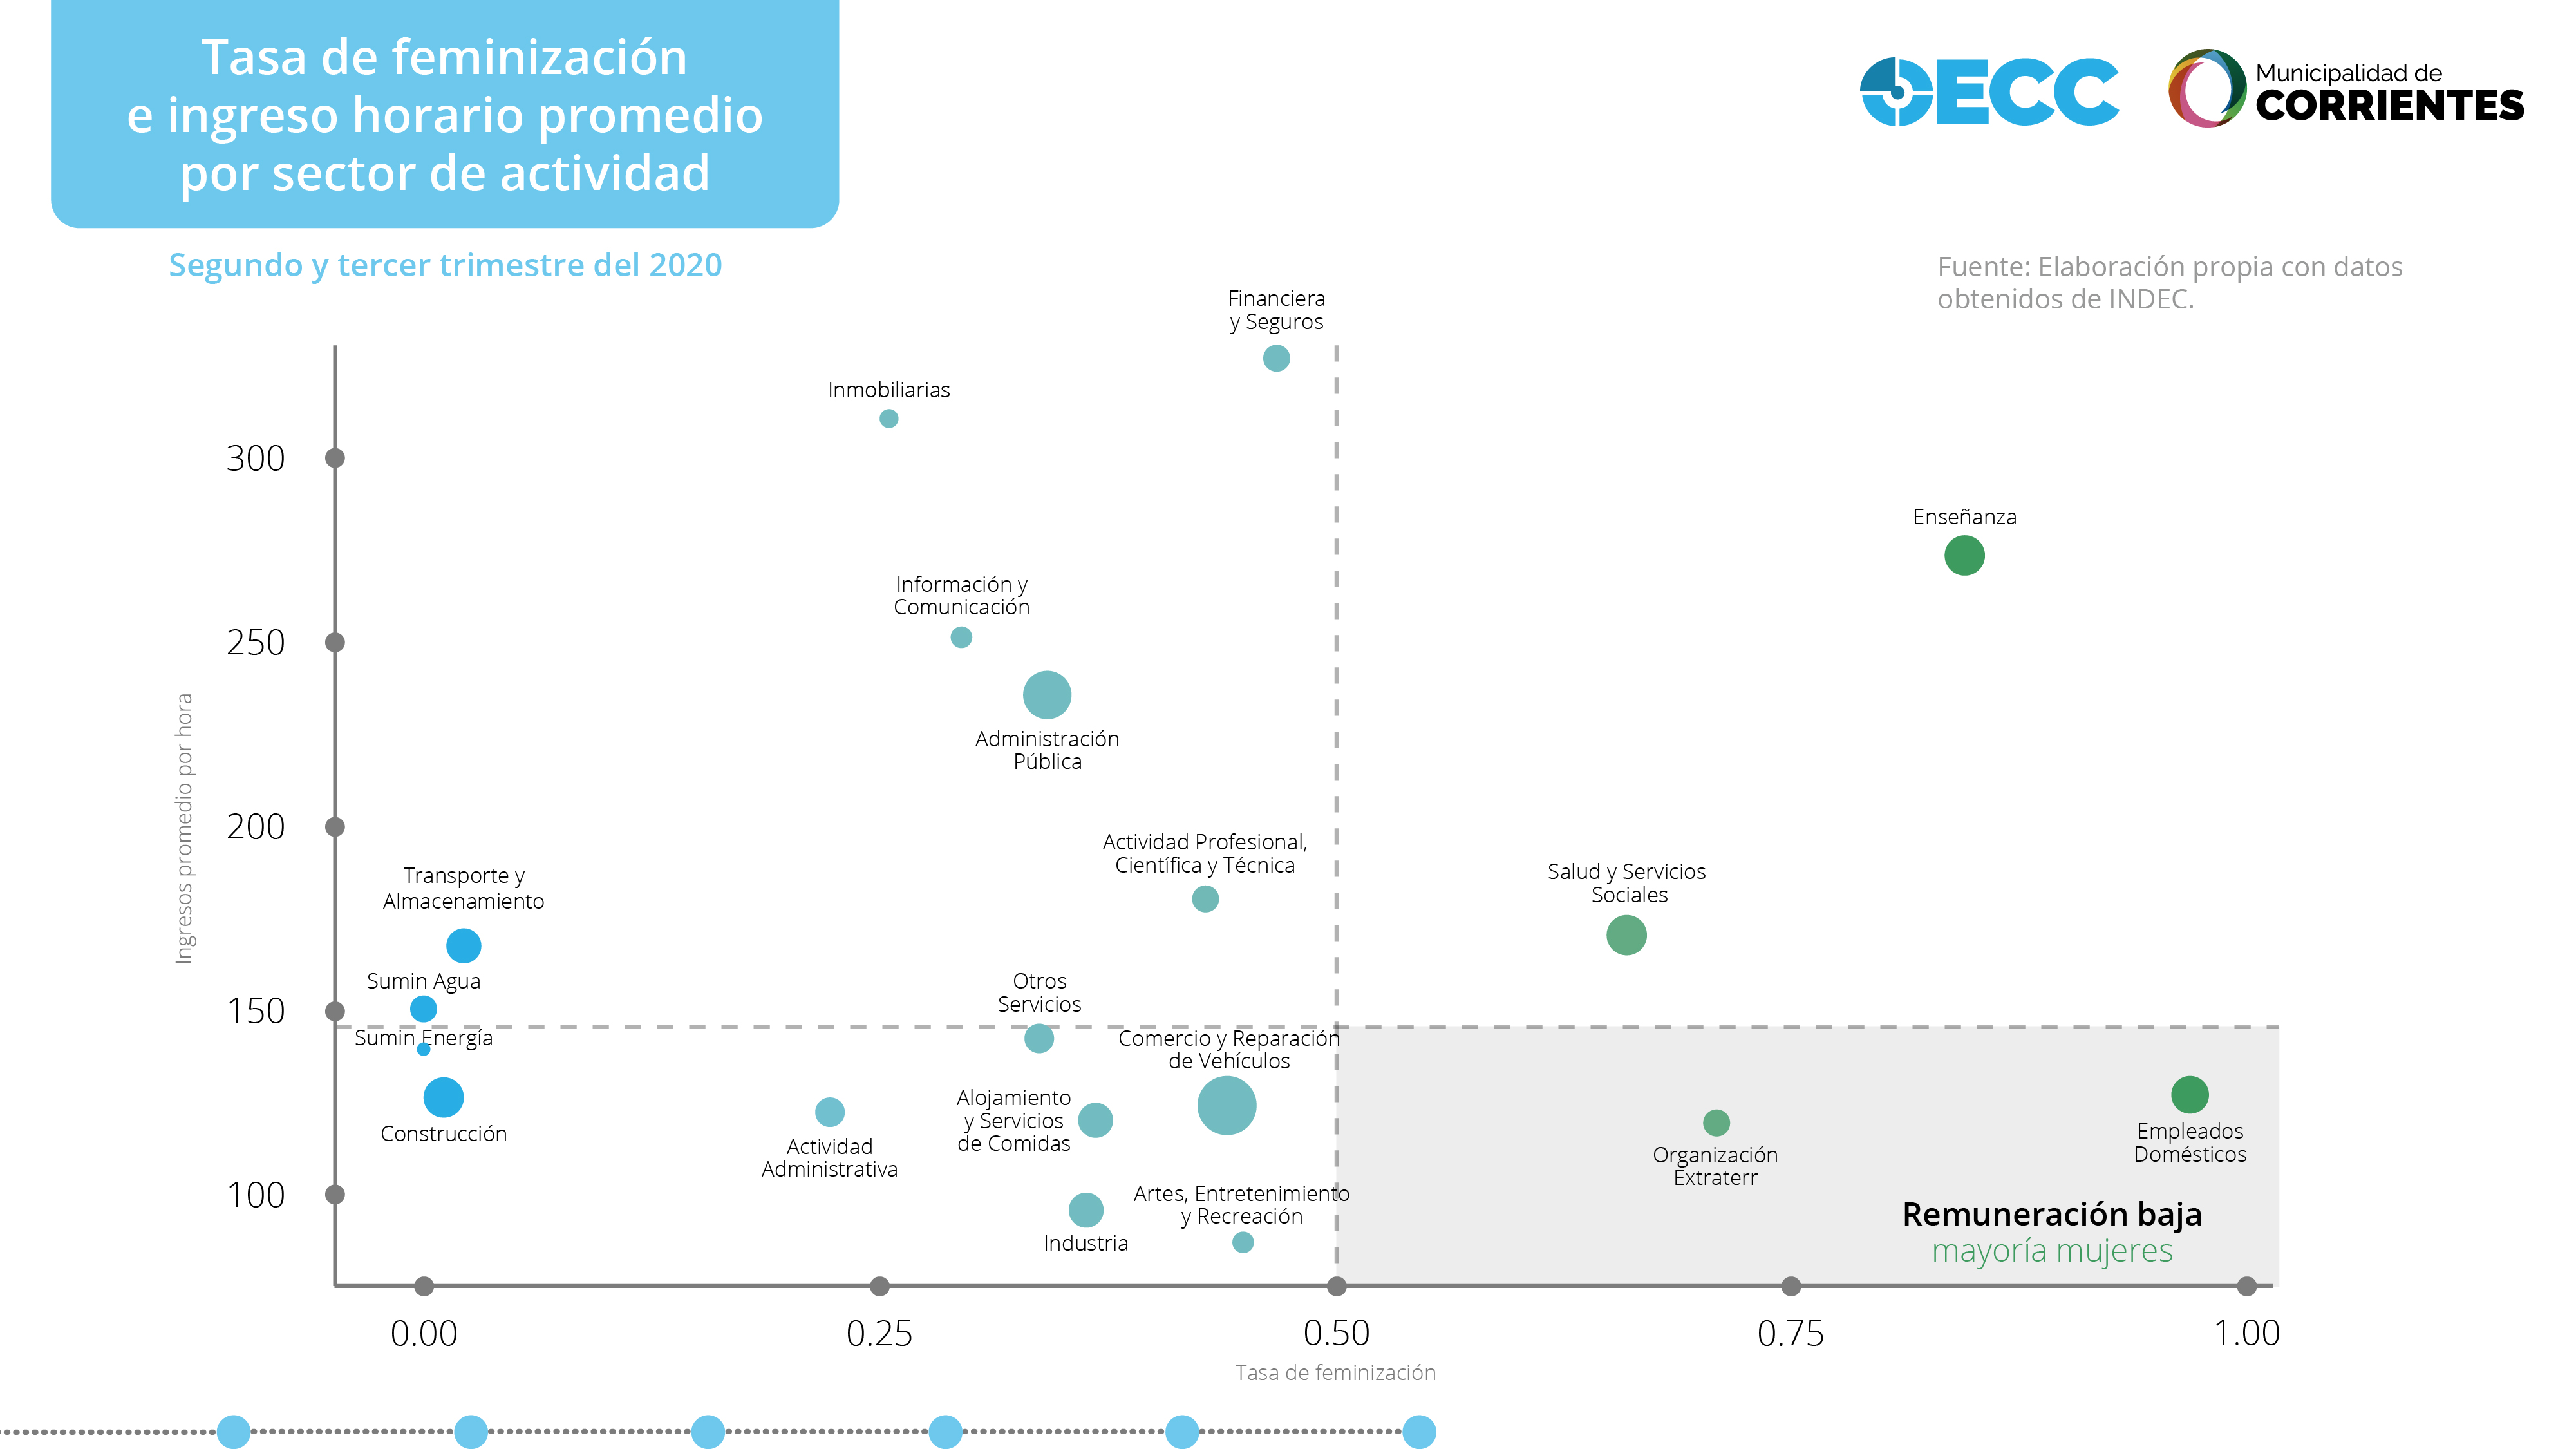 Tasa de feminización
e ingreso horario promedio
por sector de actividad
OECC
Municipalidad de
CORRIENTES
Segundo y tercer trimestre del 2020
Fuente: Elaboración propia con datos
obtenidos de INDEC.
Financiera
y Seguros
Inmobiliarias
300
Enseñanza
Información y
Comunicación
250
Administración
Pública
Ingresos promedio por hora
200
Actividad Profesional,
Científica y Técnica
Salud y Servicios
Sociales
Transporte y
Almacenamiento
Sumin Agua
Otros
Servicios
150
Sumin Energía
Comercio y Reparación
de Vehículos
Alojamiento
y Servicios
de Comidas
Construcción
Actividad
Administrativa
Organización
Extraterr
Empleados
Domésticos
100
Artes, Entretenimiento
y Recreación
Industria
Remuneración baja
mayoría mujeres
0.00
0.25
0.50
0.75
1.00
Tasa de feminización